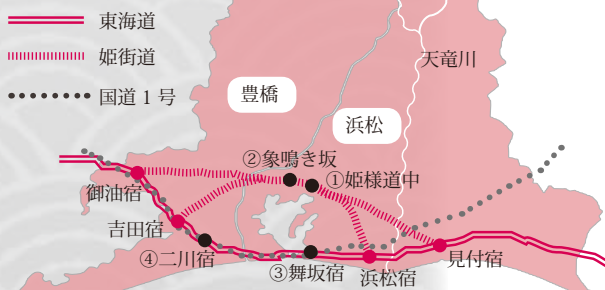 東海道
姫街道
国道 1 号
天竜川
豊橋
浜松
②象鳴き坂
①姫様道中
御油宿
吉田宿
④二川宿
③舞坂宿
浜松宿
見付宿